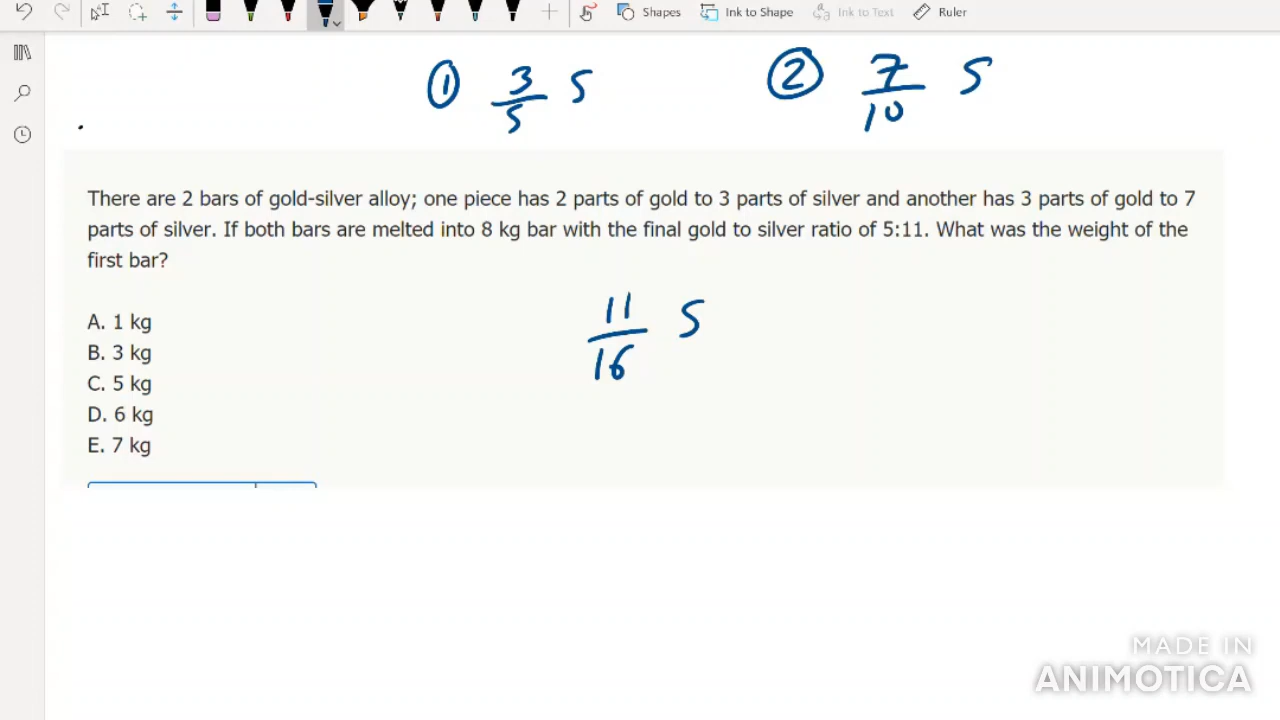 Shapes Ink to Shape Ink to Text Ruler
① 3/5 S ② 7/10 S
There are 2 bars of gold-silver alloy; one piece has 2 parts of gold to 3 parts of silver and another has 3 parts of gold to 7
parts of silver. If both bars are melted into 8 kg bar with the final gold to silver ratio of 5:11. What was the weight of the
first bar?
11/16 S
A. 1 kg
B. 3 kg
C. 5 kg
D. 6 kg
E. 7 kg
MADE IN
ANIMOTICA